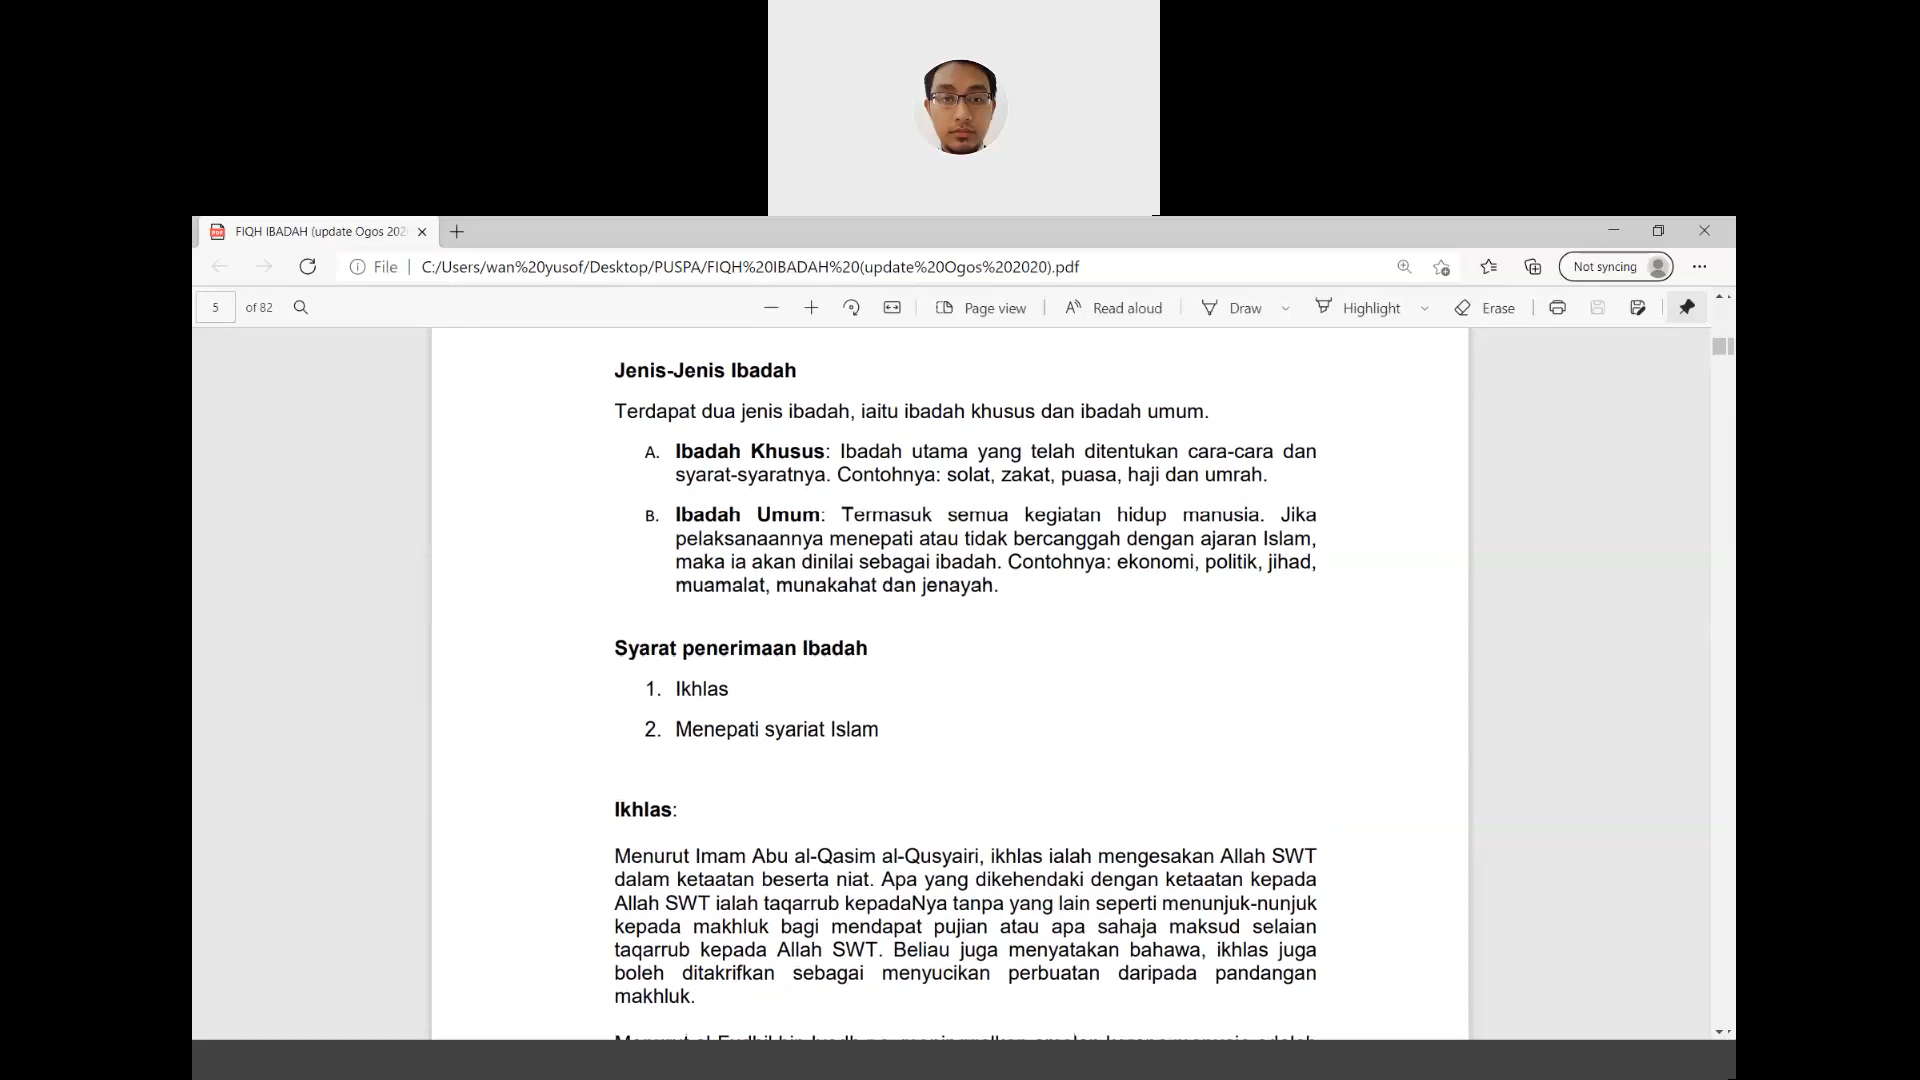 FIQH IBADAH (update Ogos 202
File
C:/Users/wan%20yusof/Desktop/PUSPA/FIQH%20IBADAH%20(update%20Ogos%202020).pdf
Not syncing
5 of 82
Page view
Read aloud
Draw
Highlight
Erase
Jenis-Jenis Ibadah
Terdapat dua jenis ibadah, iaitu ibadah khusus dan ibadah umum.
A. Ibadah Khusus: Ibadah utama yang telah ditentukan cara-cara dan
syarat-syaratnya. Contohnya: solat, zakat, puasa, haji dan umrah.
B. Ibadah Umum: Termasuk semua kegiatan hidup manusia. Jika
pelaksanaannya menepati atau tidak bercanggah dengan ajaran Islam,
maka ia akan dinilai sebagai ibadah. Contohnya: ekonomi, politik, jihad,
muamalat, munakahat dan jenayah.
Syarat penerimaan Ibadah
1. Ikhlas
2. Menepati syariat Islam
Ikhlas:
Menurut Imam Abu al-Qasim al-Qusyairi, ikhlas ialah mengesakan Allah SWT
dalam ketaatan beserta niat. Apa yang dikehendaki dengan ketaatan kepada
Allah SWT ialah taqarrub kepadaNya tanpa yang lain seperti menunjuk-nunjuk
kepada makhluk bagi mendapat pujian atau apa sahaja maksud selaian
taqarrub kepada Allah SWT. Beliau juga menyatakan bahawa, ikhlas juga
boleh ditakrifkan sebagai menyucikan perbuatan daripada pandangan
makhluk.